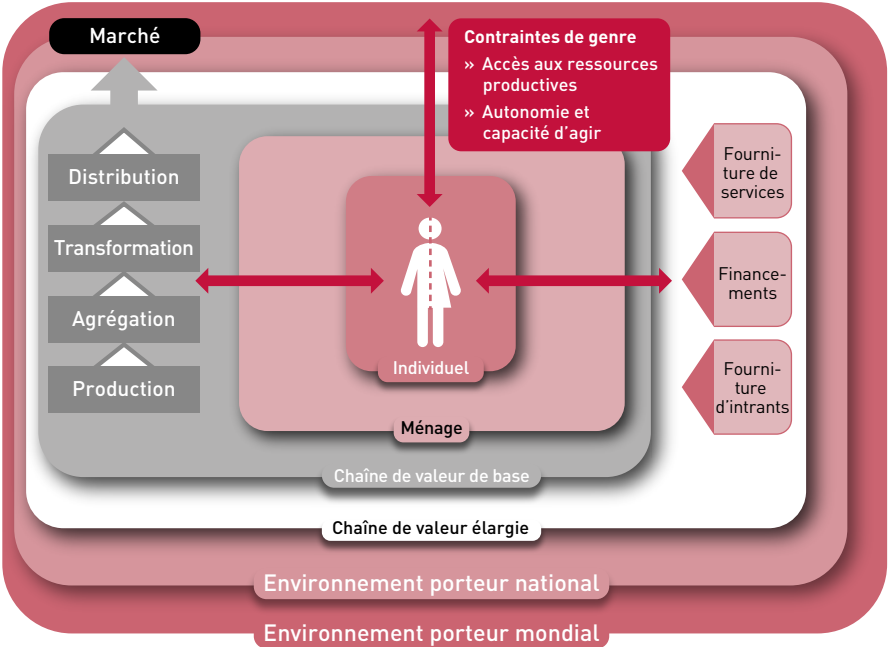 Marché
Contraintes de genre
» Accès aux ressources
productives
» Autonomie et
capacité d'agir
Distribution
Transformation
Agrégation
Production
Fourni-
ture de
services
Finance-
ments
Fourni-
ture
d'intrants
Individuel
Ménage
Chaîne de valeur de base
Chaîne de valeur élargie
Environnement porteur national
Environnement porteur mondial